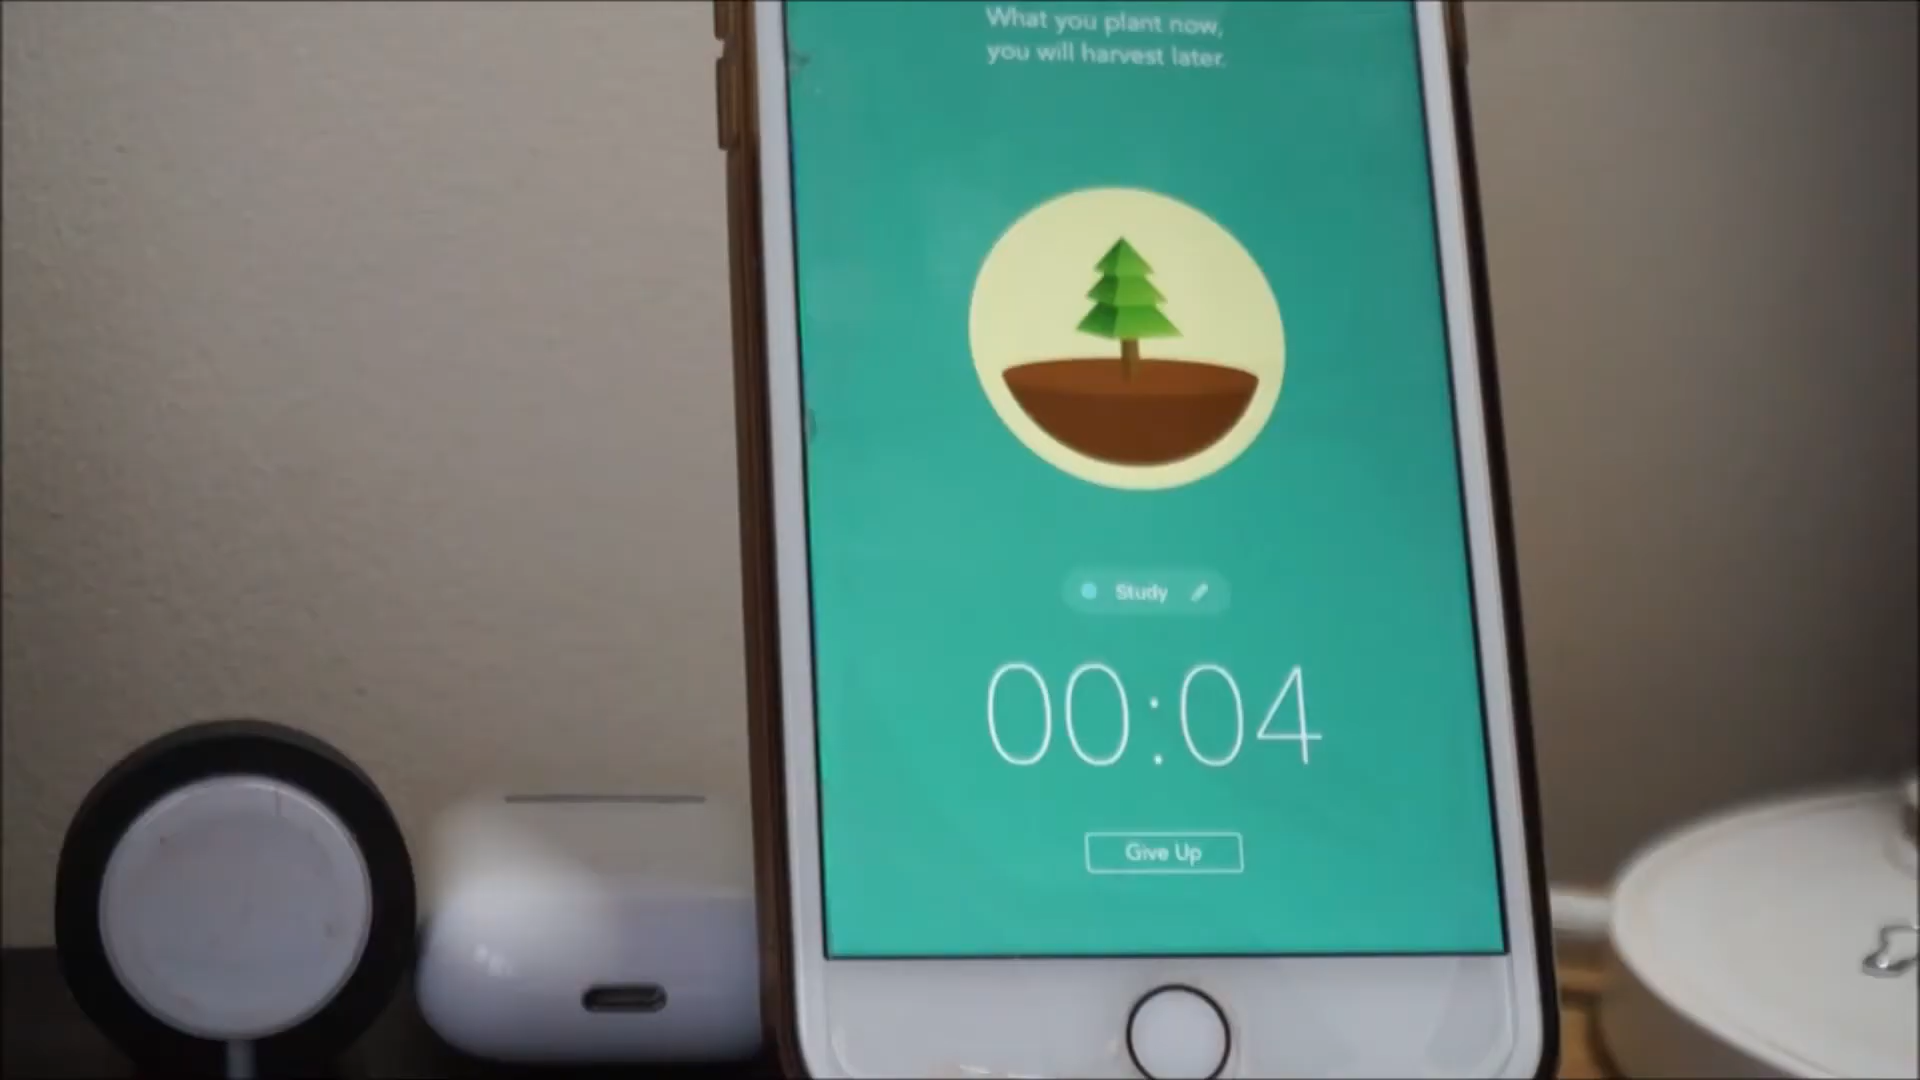 What you plant now,
you will harvest later.
Study
00:04
Give Up